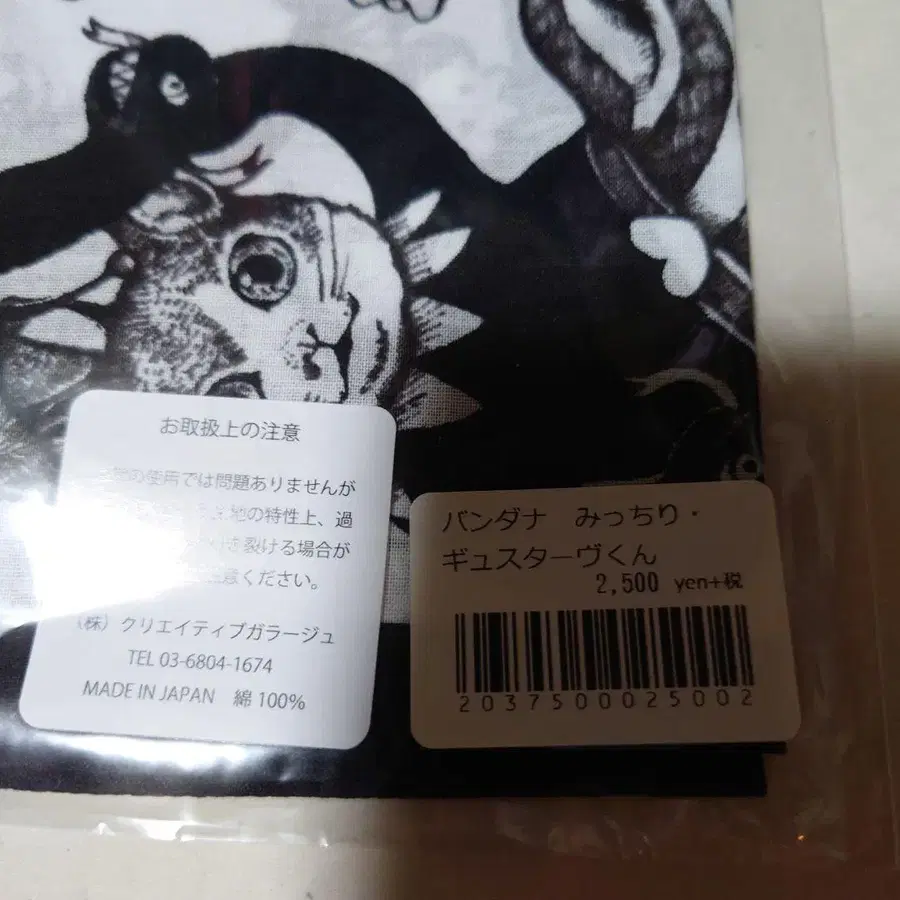 お取扱上の注意
の使用では問題ありませんが
地の特性上、過
裂ける場合が
意ください。
（株）クリエイティブガラージュ
TEL 03-6804-1674
MADE IN JAPAN 綿 100%
バンダナ みっちり・
ギュスターヴくん
2,500 yen+税
2037500025002